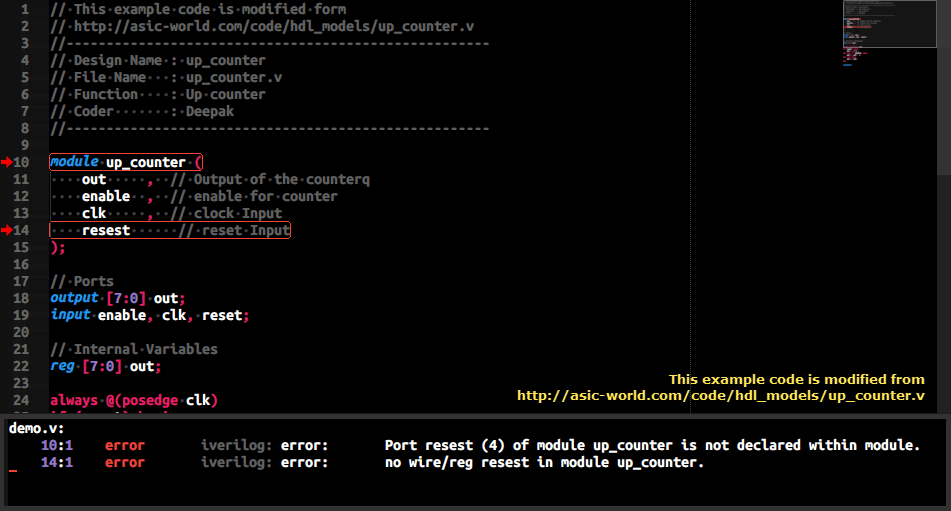 1 // This example code is modified form
2 // http://asic-world.com/code/hdl_models/up_counter.v
3 //-----------------------------------------------------
4 // Design Name : up_counter
5 // File Name   : up_counter.v
6 // Function    : Up counter
7 // Coder       : Deepak
8 //-----------------------------------------------------
9
10 module up_counter (
11     out     ,  // Output of the counterq
12     enable  ,  // enable for counter
13     clk     ,  // clock Input
14     resest      // reset Input
15 );
16
17 // Ports
18 output [7:0] out;
19 input enable, clk, reset;
20
21 // Internal Variables
22 reg [7:0] out;
23
24 always @(posedge clk)
This example code is modified from
http://asic-world.com/code/hdl_models/up_counter.v
demo.v:
10:1 error iverilog: error: Port resest (4) of module up_counter is not declared within module.
14:1 error iverilog: error: no wire/reg resest in module up_counter.